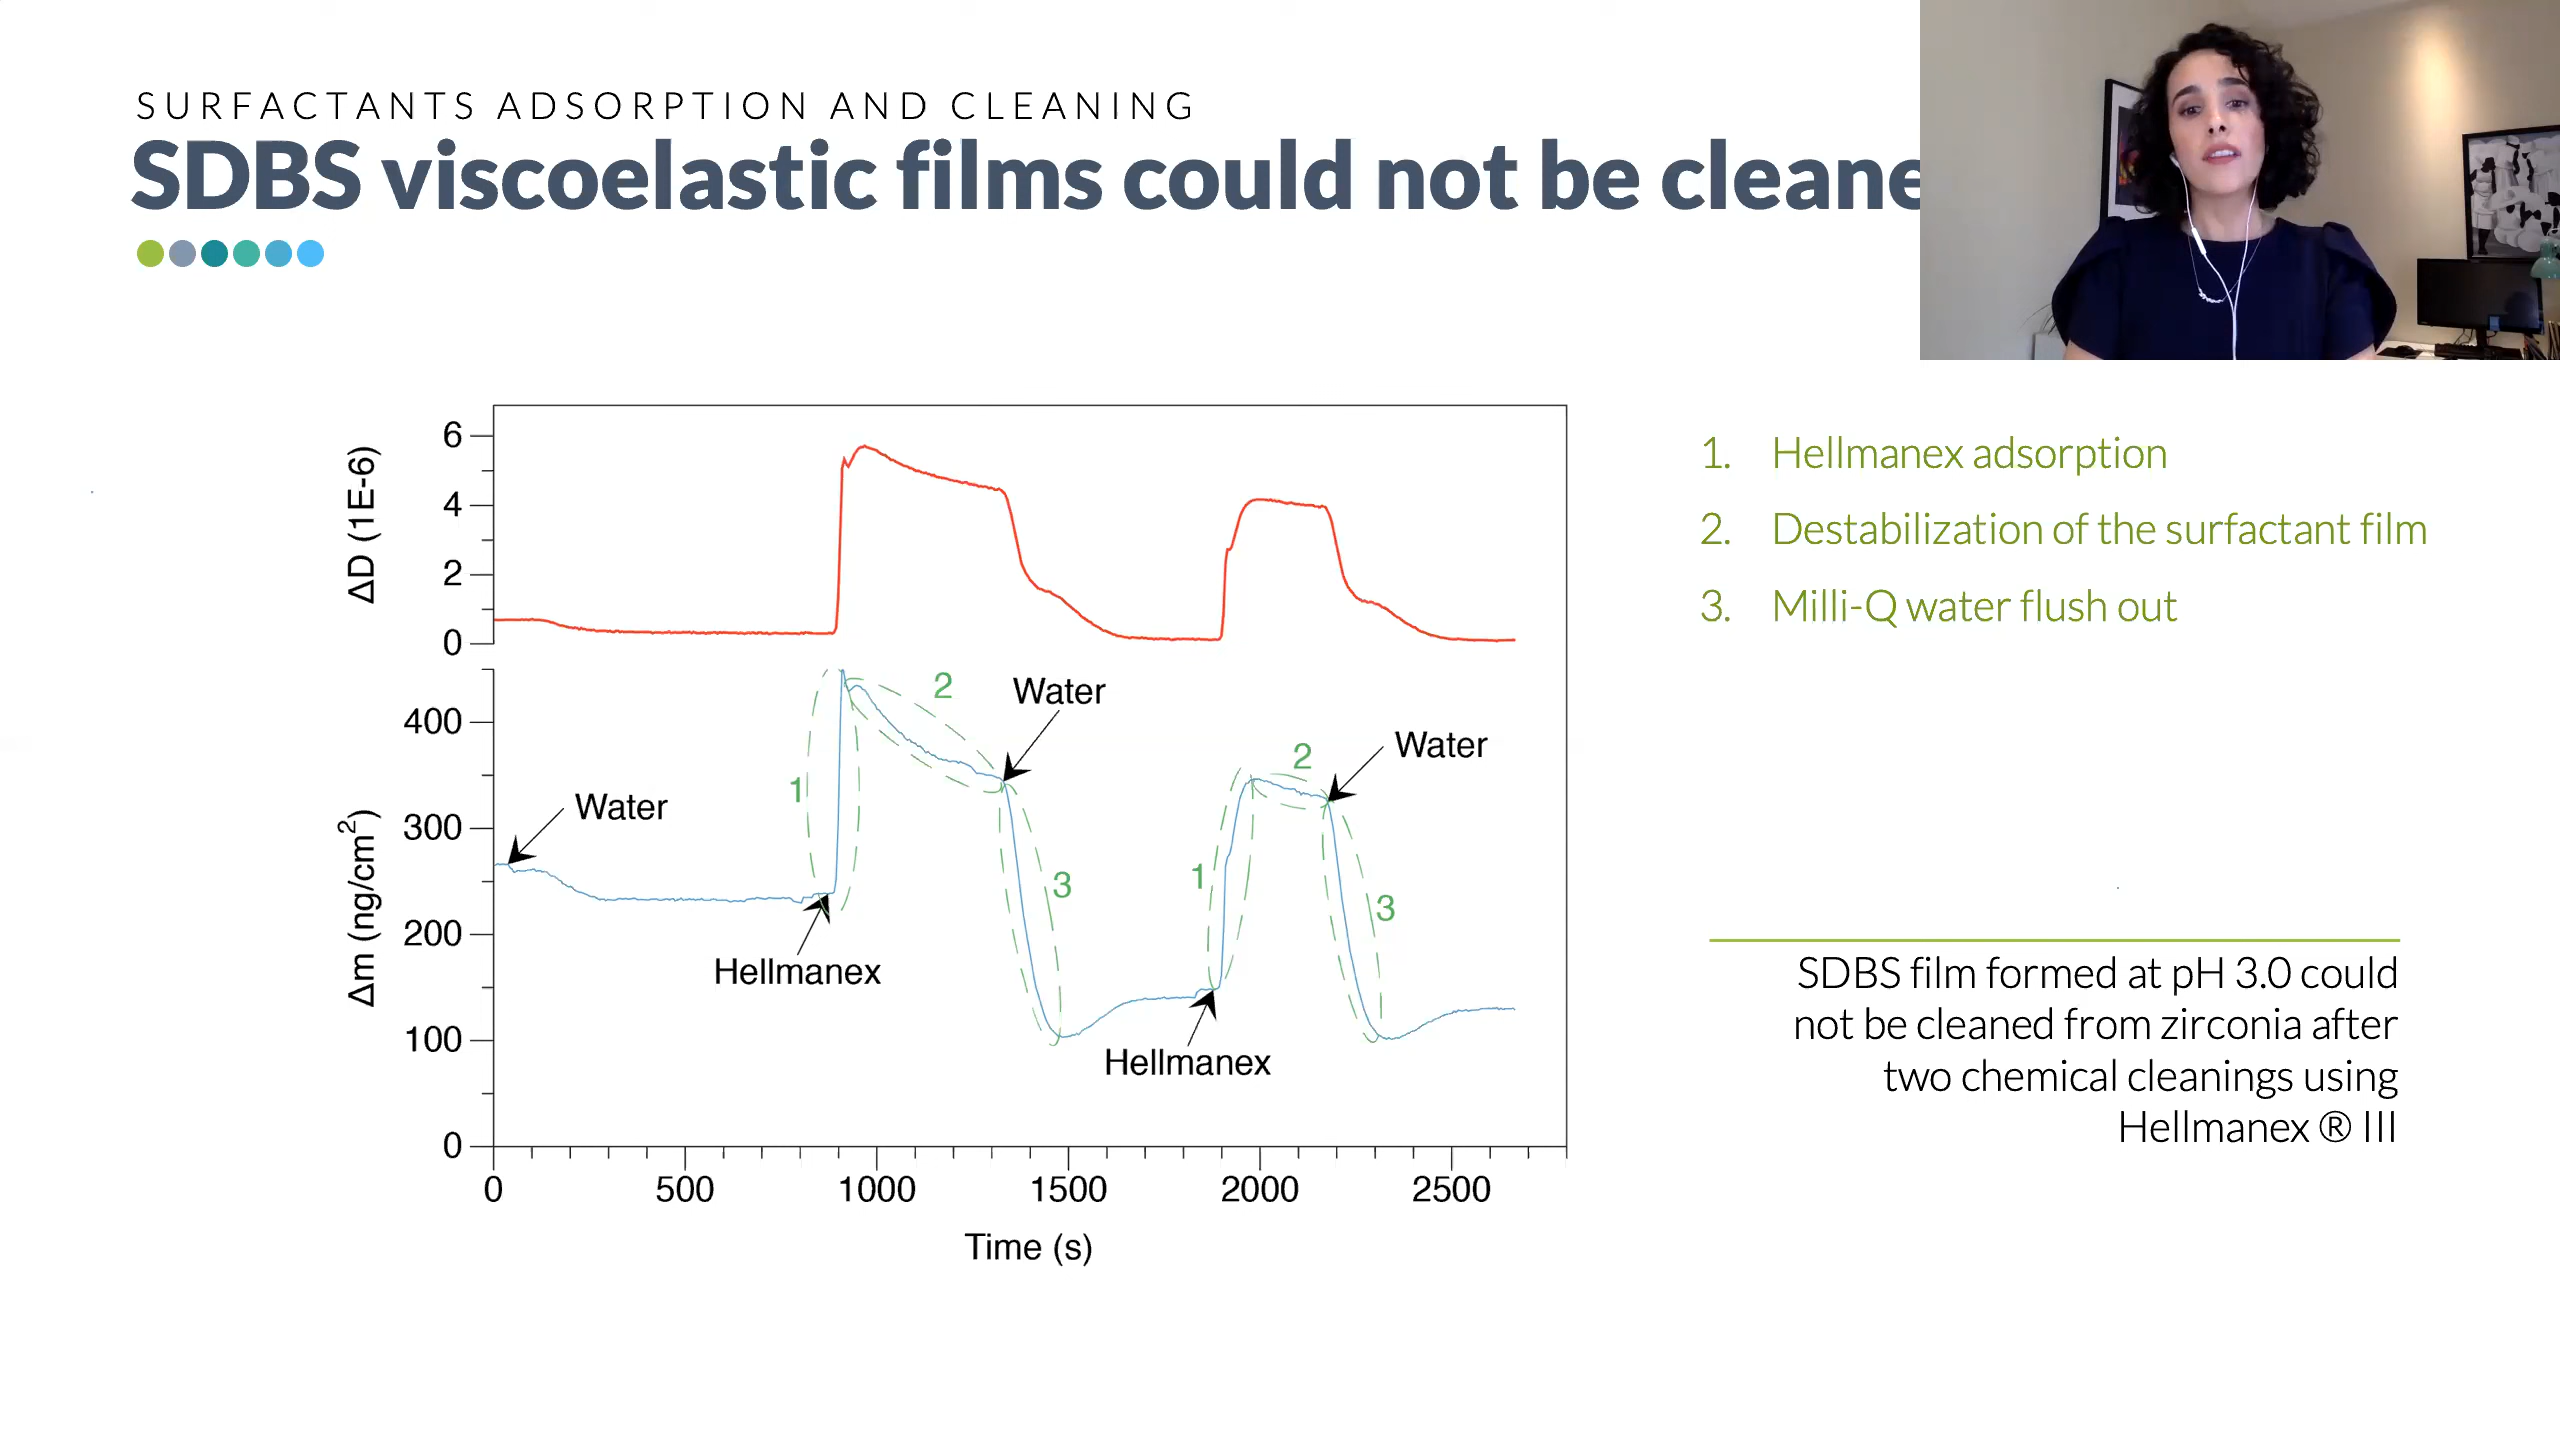 SURFACTANTS ADSORPTION AND CLEANING
SDBS viscoelastic films could not be cleane
1. Hellmanex adsorption
2. Destabilization of the surfactant film
3. Milli-Q water flush out
ΔD (1E-6)
6
4
2
0
Δm (ng/cm²)
400
300
200
100
0
Water
Hellmanex
1
2
Water
3
Hellmanex
1
2
Water
3
0 500 1000 1500 2000 2500
Time (s)
SDBS film formed at pH 3.0 could
not be cleaned from zirconia after
two chemical cleanings using
Hellmanex ® III